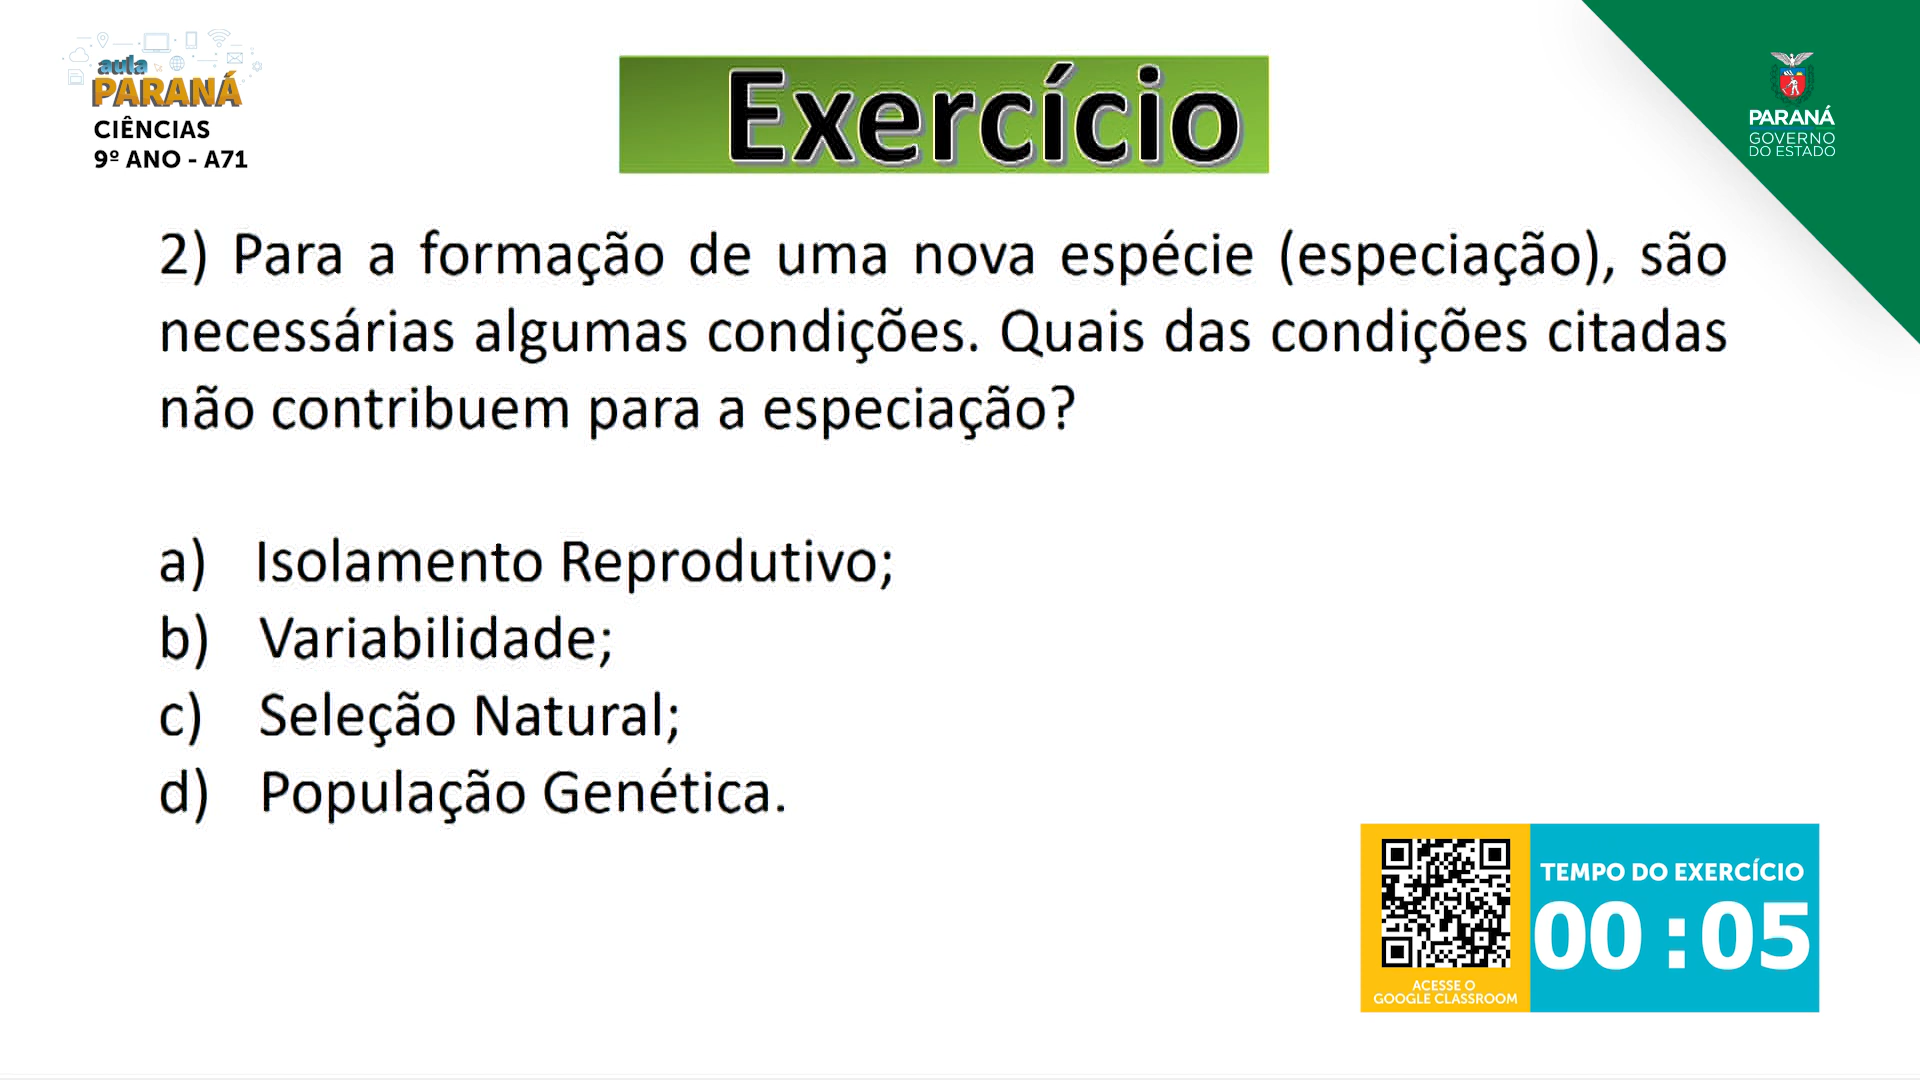 aula
PARANÁ
CIÊNCIAS
9º ANO - A71
Exercício
PARANÁ
GOVERNO
DO ESTADO
2) Para a formação de uma nova espécie (especiação), são
necessárias algumas condições. Quais das condições citadas
não contribuem para a especiação?
a) Isolamento Reprodutivo;
b) Variabilidade;
c) Seleção Natural;
d) População Genética.
TEMPO DO EXERCÍCIO
00 : 05
ACESSE O
GOOGLE CLASSROOM